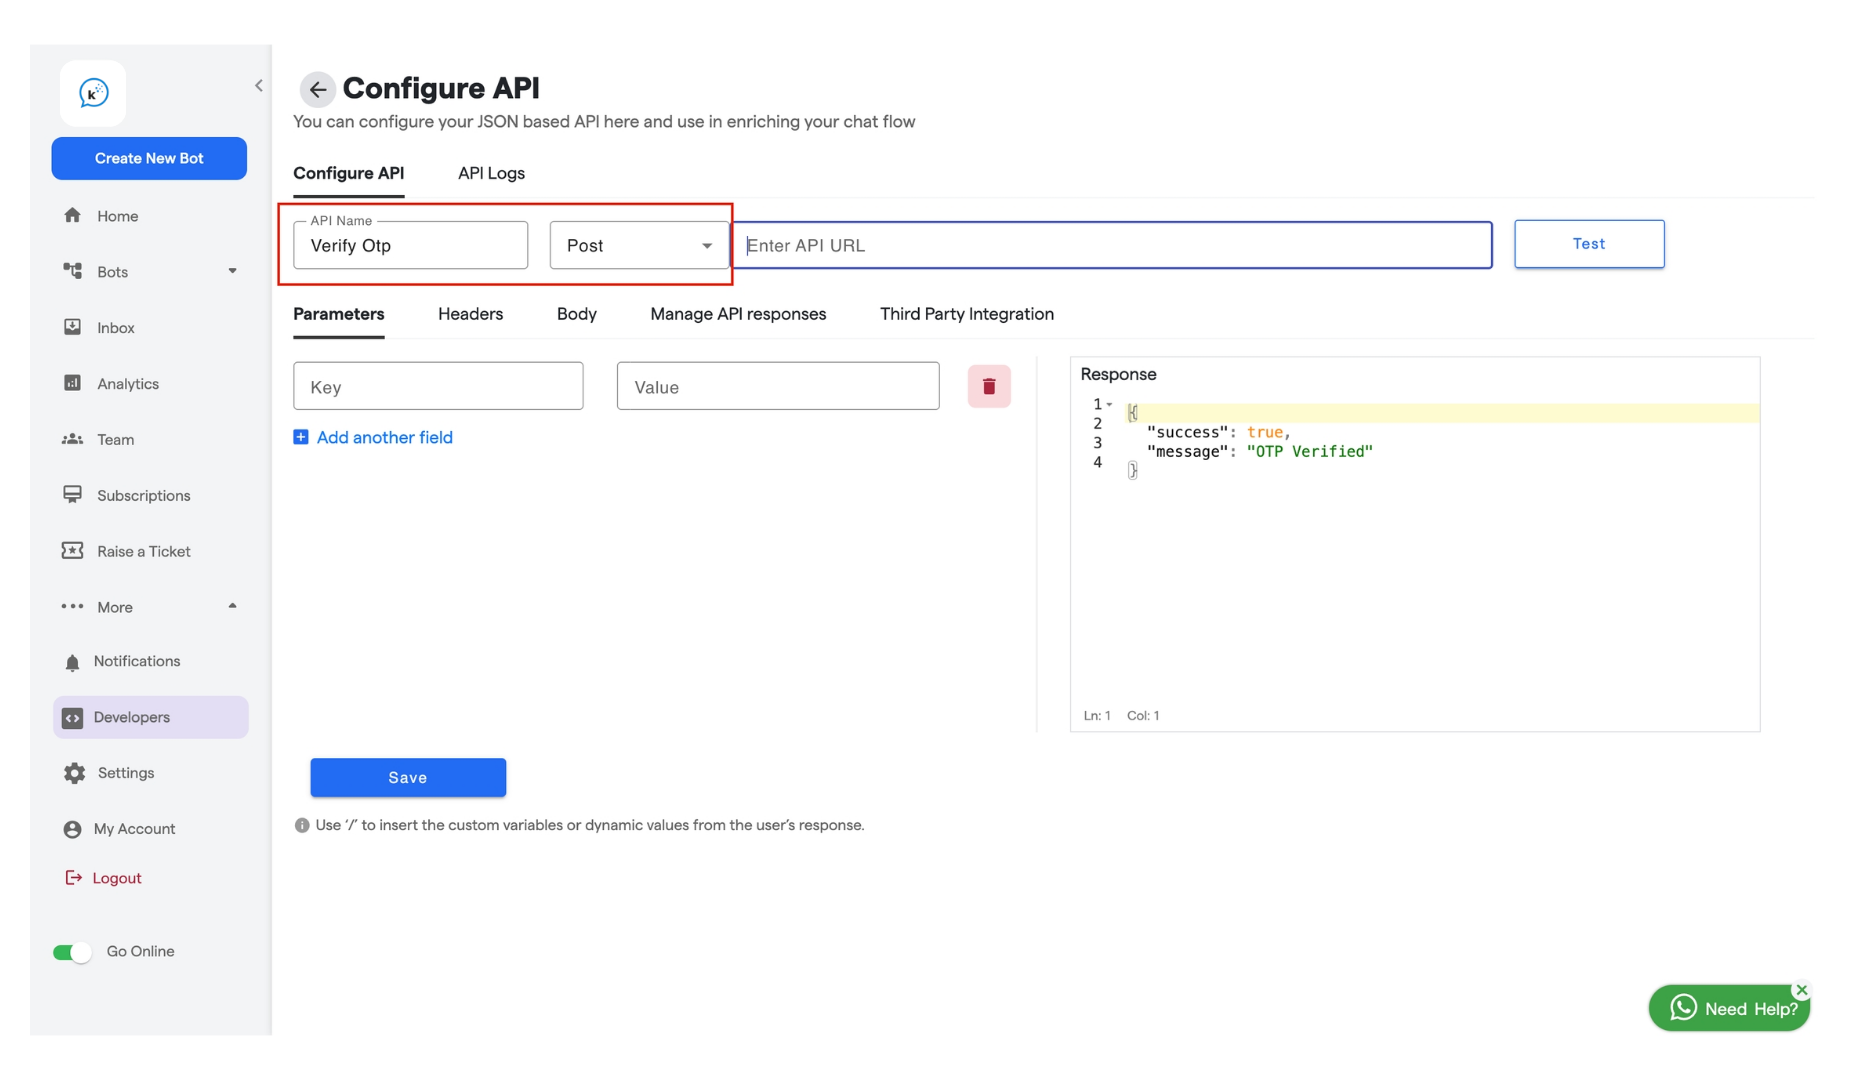 k
Create New Bot
Home
Bots
Inbox
Analytics
Team
Subscriptions
Raise a Ticket
More
Notifications
Developers
Settings
My Account
Logout
Go Online
Configure API
You can configure your JSON based API here and use in enriching your chat flow
Configure API API Logs
API Name
Verify Otp Post Enter API URL Test
Parameters Headers Body Manage API responses Third Party Integration
Key Value
Add another field
Response
1 {
2 "success": true,
3 "message": "OTP Verified"
4 }
Ln: 1 Col: 1
Save
Use ‘/’ to insert the custom variables or dynamic values from the user’s response.
Need Help?